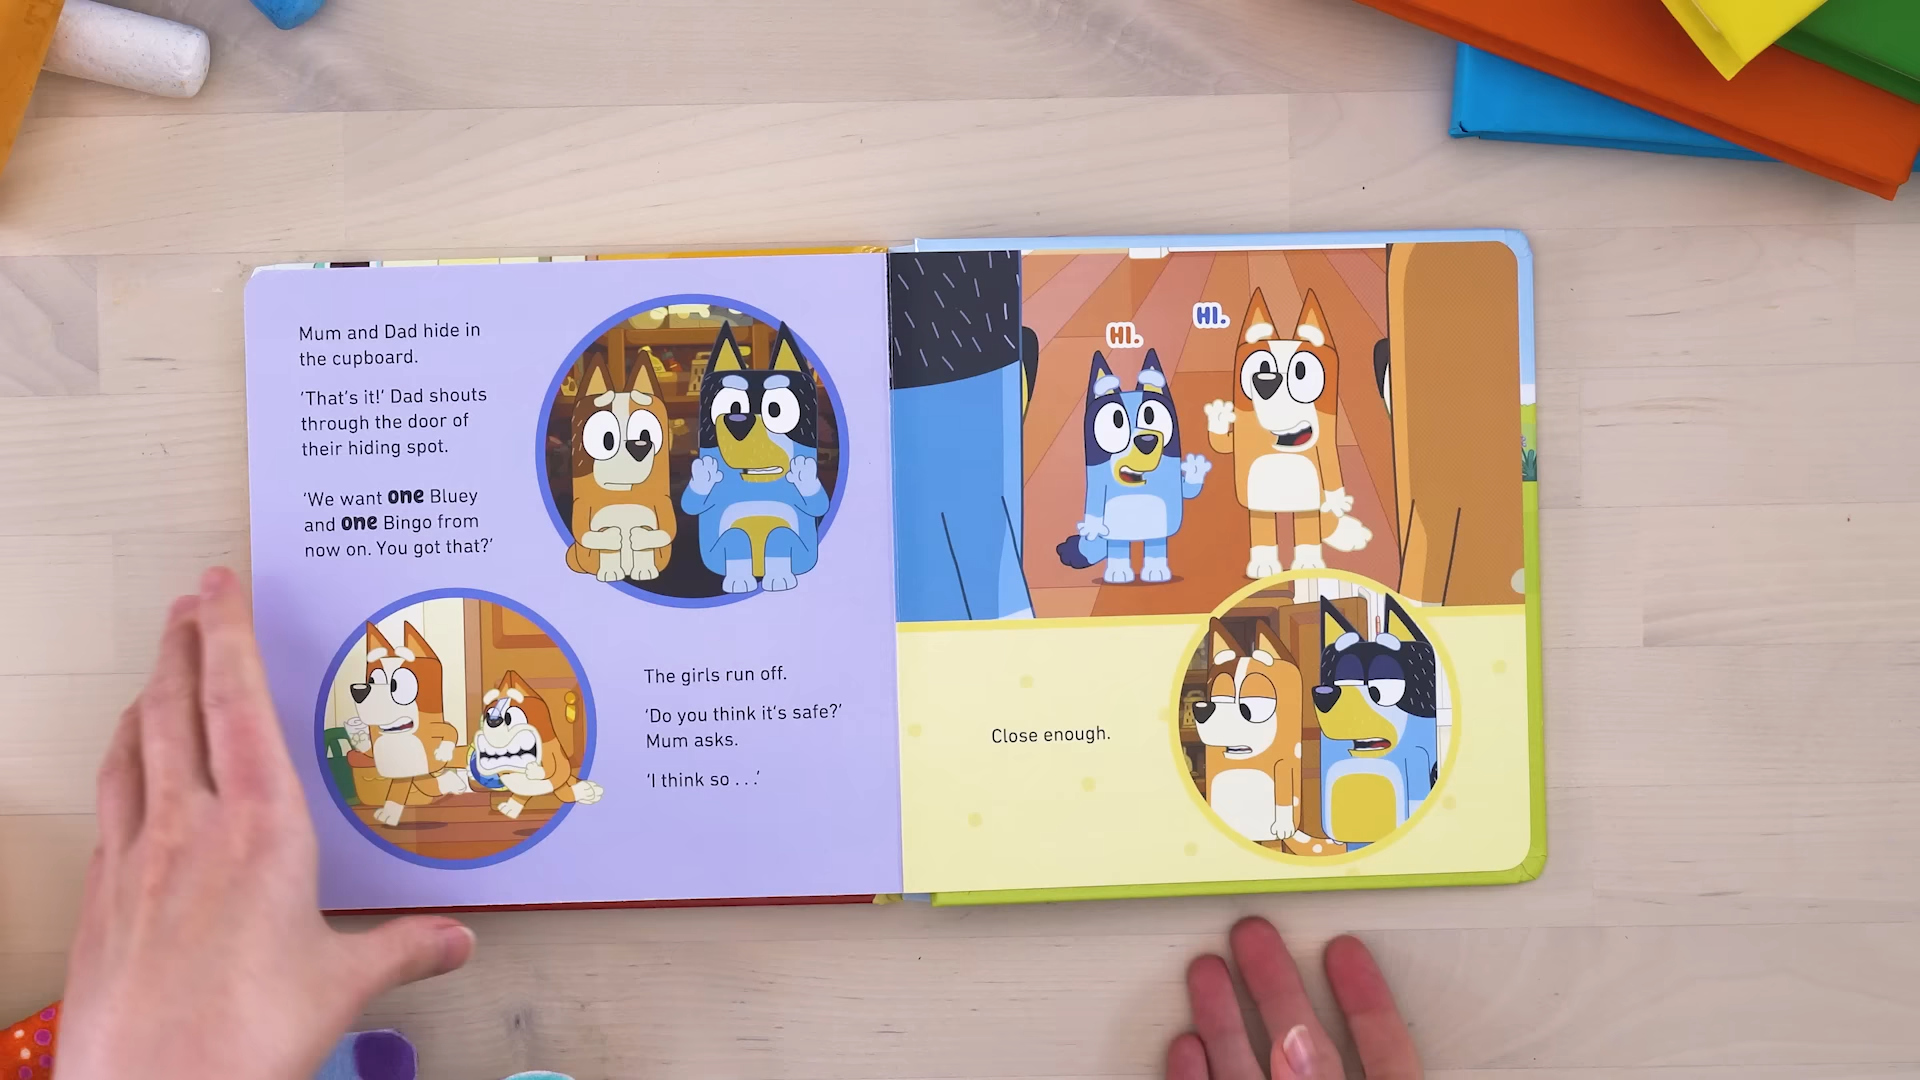 Mum and Dad hide in
the cupboard.
'That's it!' Dad shouts
through the door of
their hiding spot.
'We want one Bluey
and one Bingo from
now on. You got that?'
The girls run off.
'Do you think it's safe?'
Mum asks.
'I think so . . .'
HI.
HI.
Close enough.